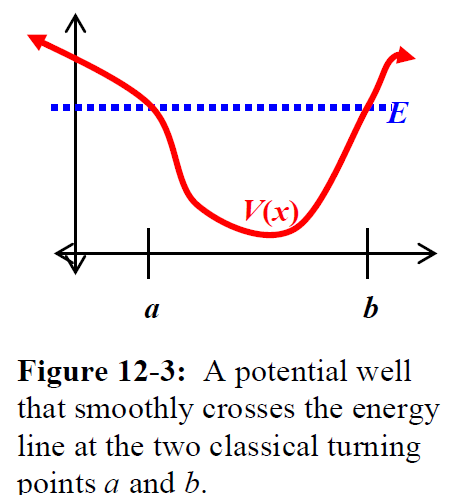 E
V(x)
a b
Figure 12-3: A potential well
that smoothly crosses the energy
line at the two classical turning
points a and b.